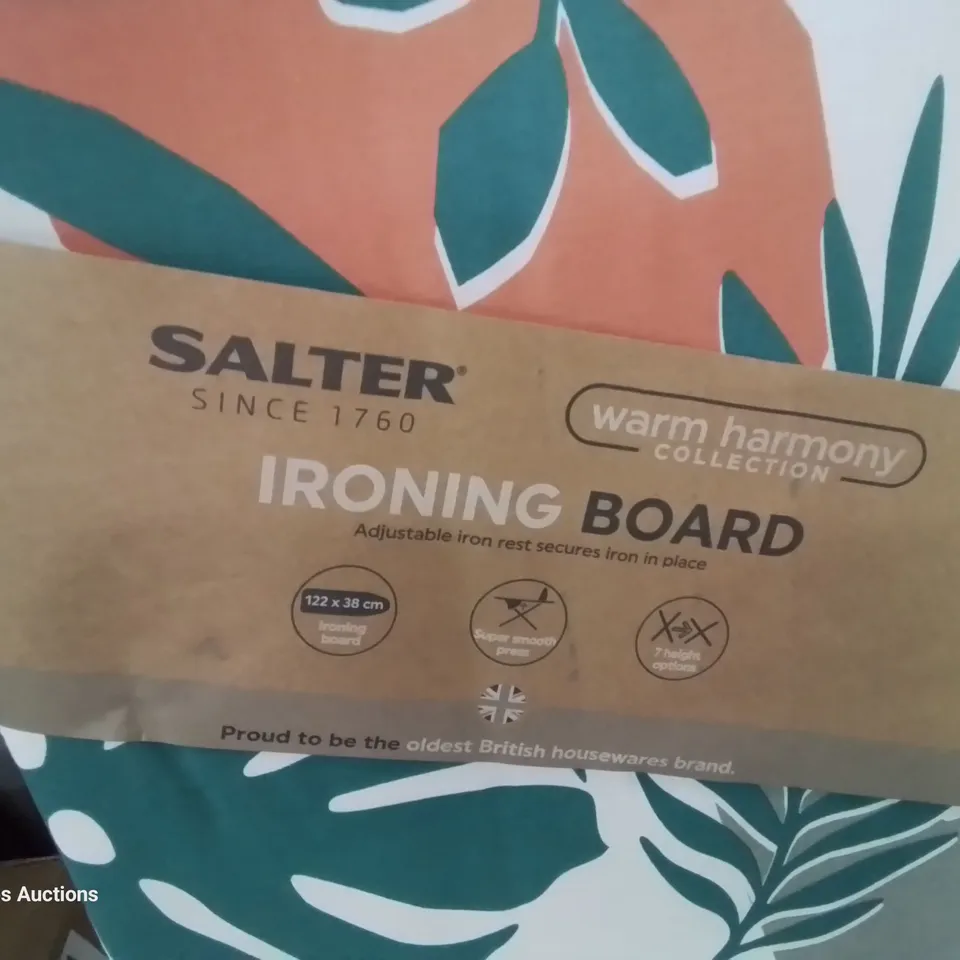 SALTER®
SINCE 1760
warm harmony
COLLECTION
IRONING BOARD
Adjustable iron rest secures iron in place
122 x 38 cm
Ironing
board
Super smooth
press
7 height
options
Proud to be the oldest British housewares brand.
s Auctions